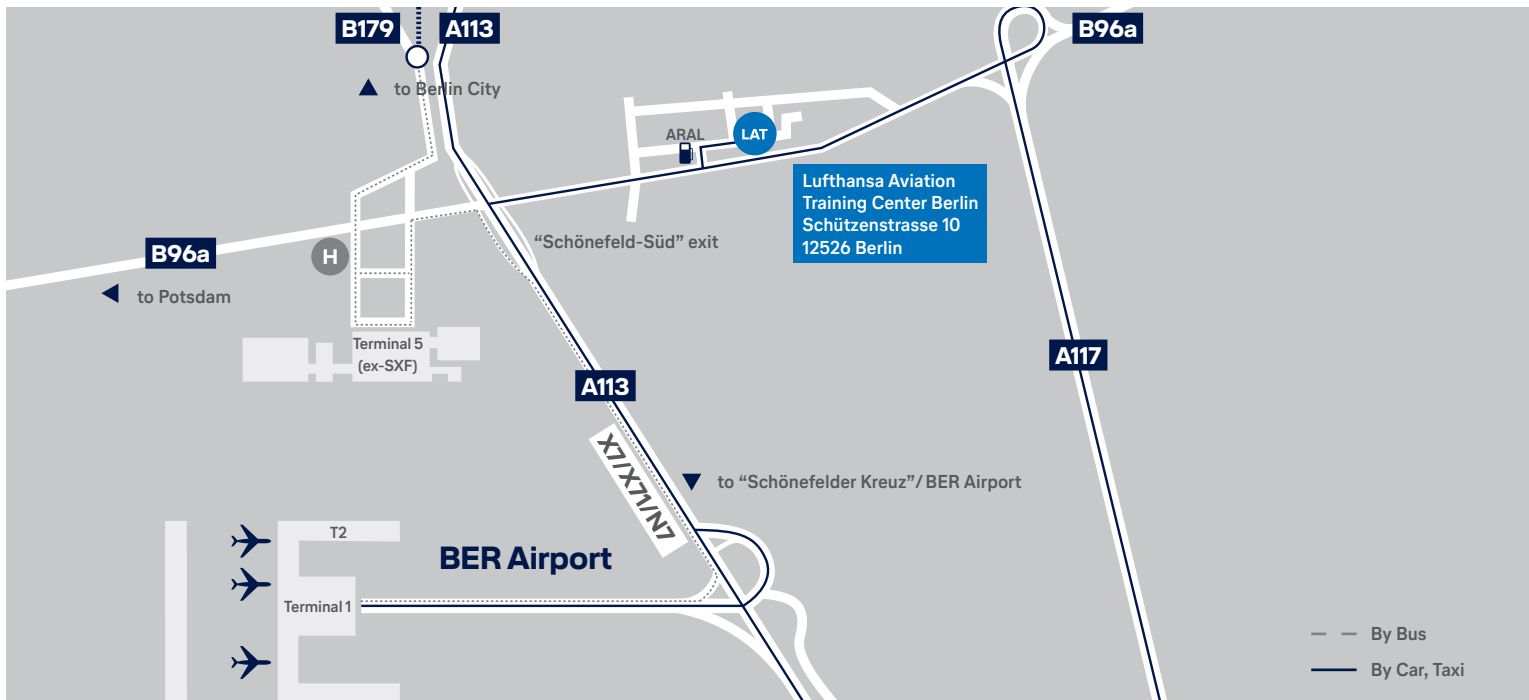 B179
A113
B96a
to Berlin City
ARAL
LAT
Lufthansa Aviation
Training Center Berlin
Schützenstrasse 10
12526 Berlin
“Schönefeld-Süd” exit
B96a
H
to Potsdam
Terminal 5
(ex-SXF)
A117
A113
X7/X71/N7
to “Schönefelder Kreuz”/BER Airport
T2
BER Airport
Terminal 1
By Bus
By Car, Taxi